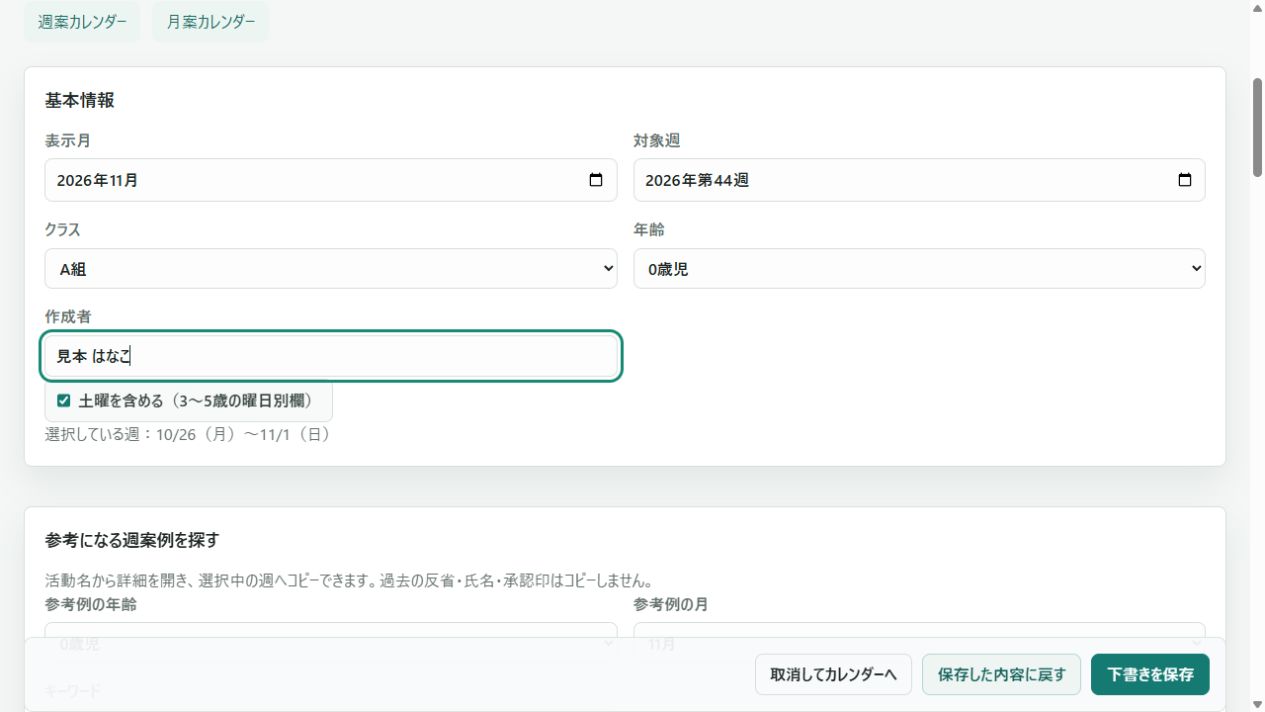 週案カレンダー
月案カレンダー
基本情報
表示月
対象週
2026年11月
2026年第44週
クラス
年齢
A組
0歳児
作成者
見本 はなこ
土曜を含める（3～5歳の曜日別欄）
選択している週：10/26（月）～11/1（日）
参考になる週案例を探す
活動名から詳細を開き、選択中の週へコピーできます。過去の反省・氏名・承認印はコピーしません。
参考例の年齢
参考例の月
0歳児
11月
キーワード
取消してカレンダーへ
保存した内容に戻す
下書きを保存